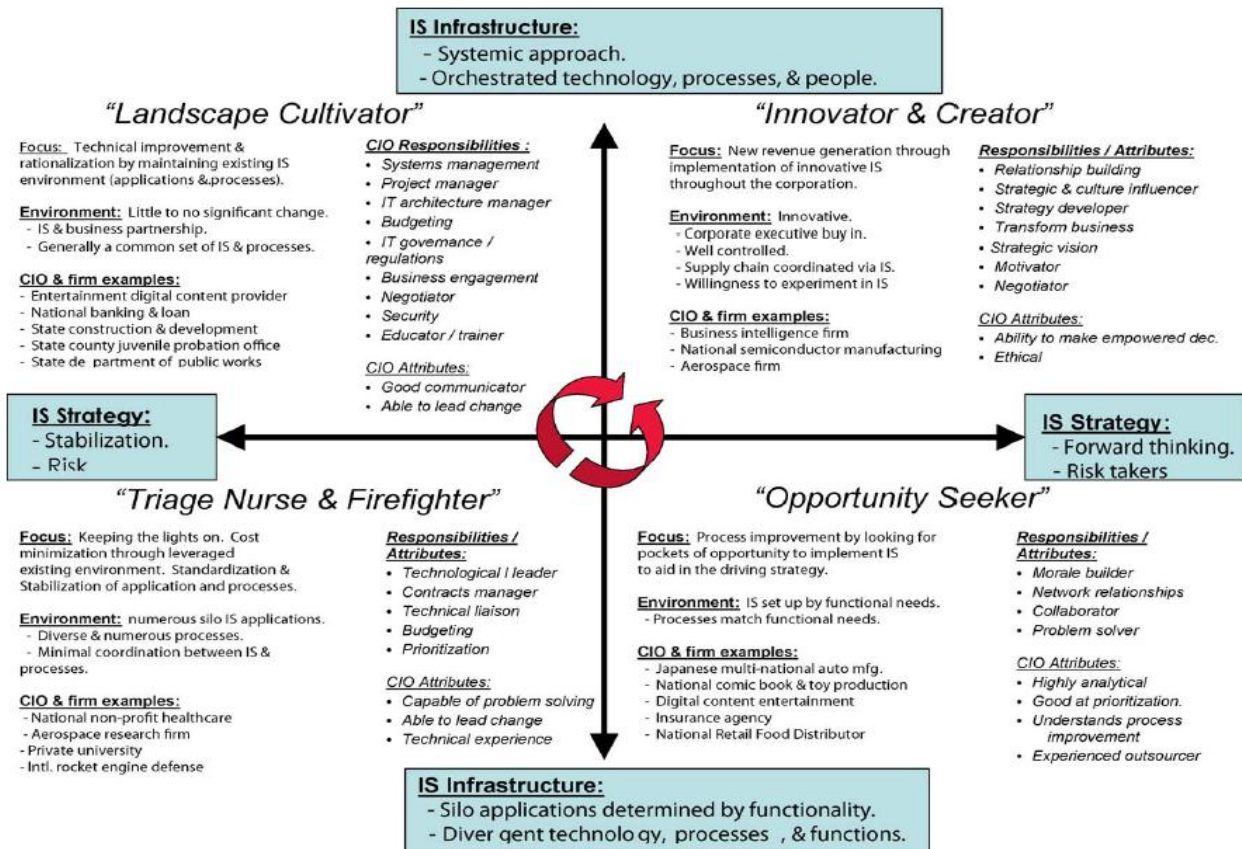 IS Infrastructure:
- Systemic approach.
- Orchestrated technology, processes, & people.
“Landscape Cultivator”
Focus: Technical improvement &
rationalization by maintaining existing IS
environment (applications &processes).
Environment: Little to no significant change.
- IS & business partnership.
- Generally a common set of IS & processes.
CIO & firm examples:
- Entertainment digital content provider
- National banking & loan
- State construction & development
- State county juvenile probation office
- State de partment of public works
CIO Responsibilities :
• Systems management
• Project manager
• IT architecture manager
• Budgeting
• IT governance /
regulations
• Business engagement
• Negotiator
• Security
• Educator / trainer
CIO Attributes:
• Good communicator
• Able to lead change
“Innovator & Creator”
Focus: New revenue generation through
implementation of innovative IS
throughout the corporation.
Environment: Innovative.
- Corporate executive buy in.
- Well controlled.
- Supply chain coordinated via IS.
- Willingness to experiment in IS
CIO & firm examples:
- Business intelligence firm
- National semiconductor manufacturing
- Aerospace firm
Responsibilities / Attributes:
• Relationship building
• Strategic & culture influencer
• Strategy developer
• Transform business
• Strategic vision
• Motivator
• Negotiator
CIO Attributes:
• Ability to make empowered dec.
• Ethical
IS Strategy:
- Stabilization.
- Risk
IS Strategy:
- Forward thinking.
- Risk takers
“Triage Nurse & Firefighter”
Focus: Keeping the lights on. Cost
minimization through leveraged
existing environment. Standardization &
Stabilization of application and processes.
Environment: numerous silo IS applications.
- Diverse & numerous processes.
- Minimal coordination between IS &
processes.
CIO & firm examples:
- National non-profit healthcare
- Aerospace research firm
- Private university
- Intl. rocket engine defense
Responsibilities /
Attributes:
• Technological l leader
• Contracts manager
• Technical liaison
• Budgeting
• Prioritization
CIO Attributes:
• Capable of problem solving
• Able to lead change
• Technical experience
“Opportunity Seeker”
Focus: Process improvement by looking for
pockets of opportunity to implement IS
to aid in the driving strategy.
Environment: IS set up by functional needs.
- Processes match functional needs.
CIO & firm examples:
- Japanese multi-national auto mfg.
- National comic book & toy production
- Digital content entertainment
- Insurance agency
- National Retail Food Distributor
Responsibilities /
Attributes:
• Morale builder
• Network relationships
• Collaborator
• Problem solver
CIO Attributes:
• Highly analytical
• Good at prioritization.
• Understands process
improvement
• Experienced outsourcer
IS Infrastructure:
- Silo applications determined by functionality.
- Diver gent technolo gy, processes , & functions.